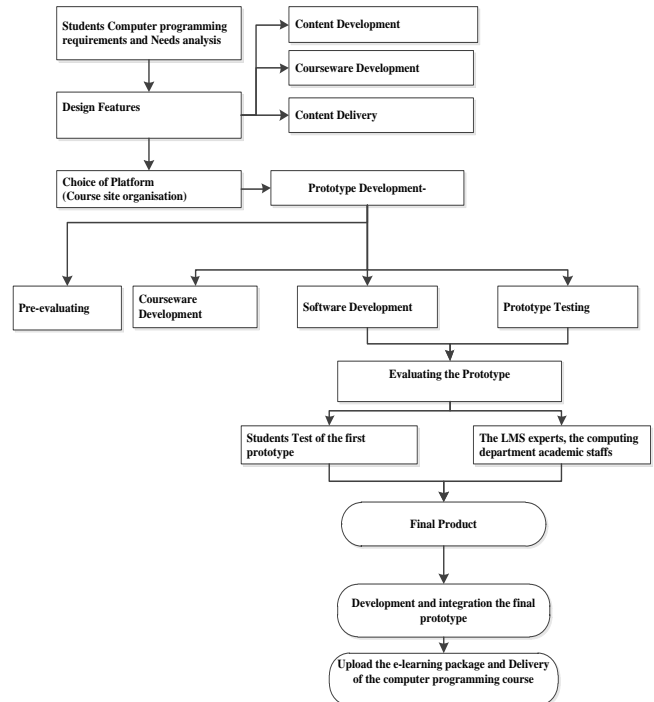 Students Computer programming
requirements and Needs analysis
Content Development
Courseware Development
Design Features
Content Delivery
Choice of Platform
(Course site organisation)
Prototype Development-
Pre-evaluating
Courseware
Development
Software Development
Prototype Testing
Evaluating the Prototype
Students Test of the first
prototype
The LMS experts, the computing
department academic staffs
Final Product
Development and integration the final
prototype
Upload the e-learning package and Delivery
of the computer programming course